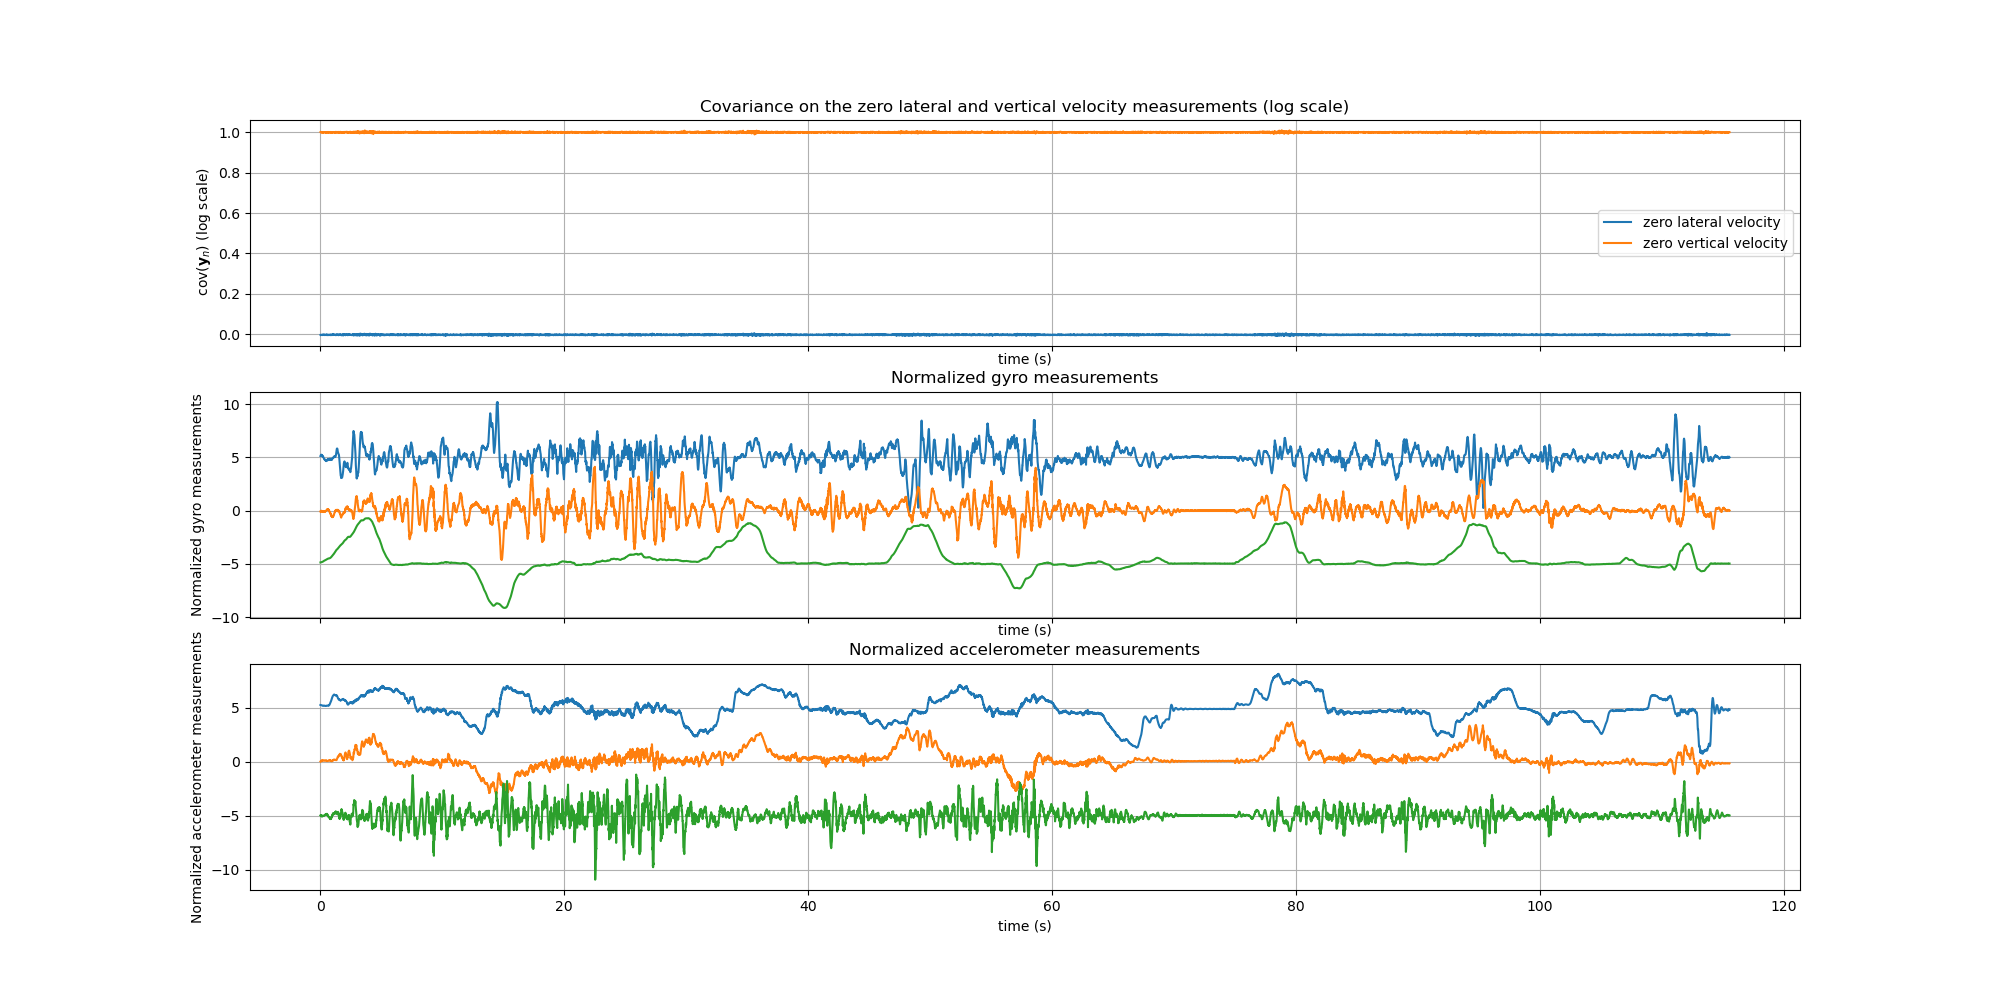 Covariance on the zero lateral and vertical velocity measurements (log scale)
cov(yₙ) (log scale)
1.0
0.8
0.6
0.4
0.2
0.0
zero lateral velocity
zero vertical velocity
time (s)
Normalized gyro measurements
Normalized gyro measurements
10
5
0
−5
−10
time (s)
Normalized accelerometer measurements
Normalized accelerometer measurements
5
0
−5
−10
0 20 40 60 80 100 120
time (s)